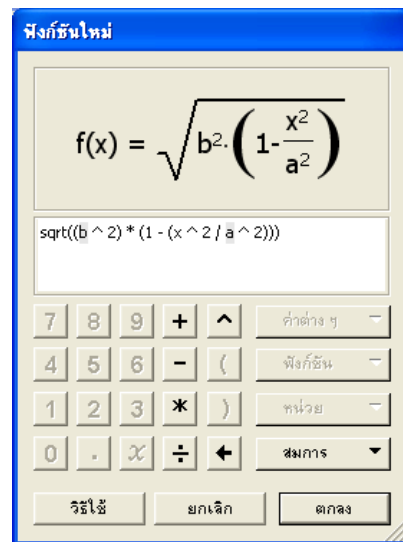 ฟังก์ชันใหม่
f(x) = √(b²·(1-x²/a²))
sqrt((b ^ 2) * (1 - (x ^ 2 / a ^ 2)))
7 8 9 + ^ ค่าต่าง ๆ
4 5 6 - ( ฟังก์ชัน
1 2 3 * ) หน่วย
0 . x ÷ ← สมการ
วิธีใช้ ยกเลิก ตกลง